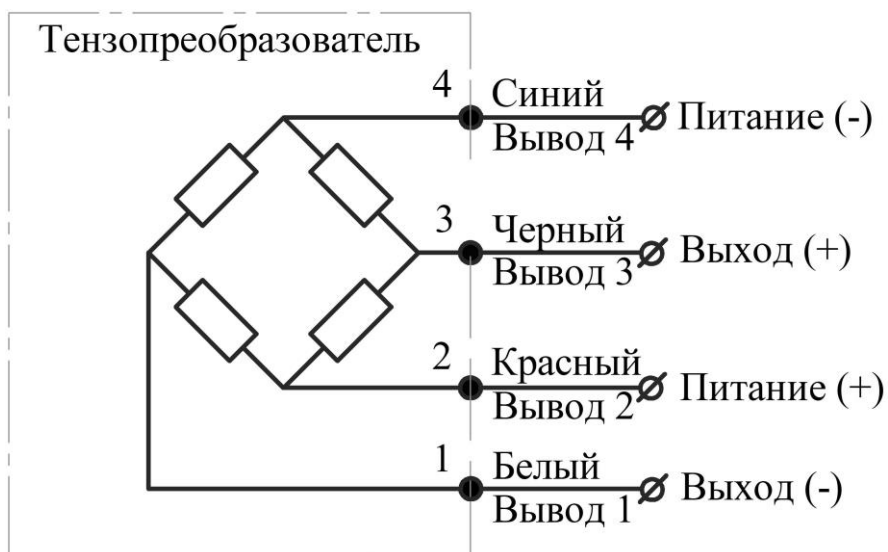 Тензопреобразователь
4 Синий
Вывод 4 Питание (-)
3 Черный
Вывод 3 Выход (+)
2 Красный
Вывод 2 Питание (+)
1 Белый
Вывод 1 Выход (-)